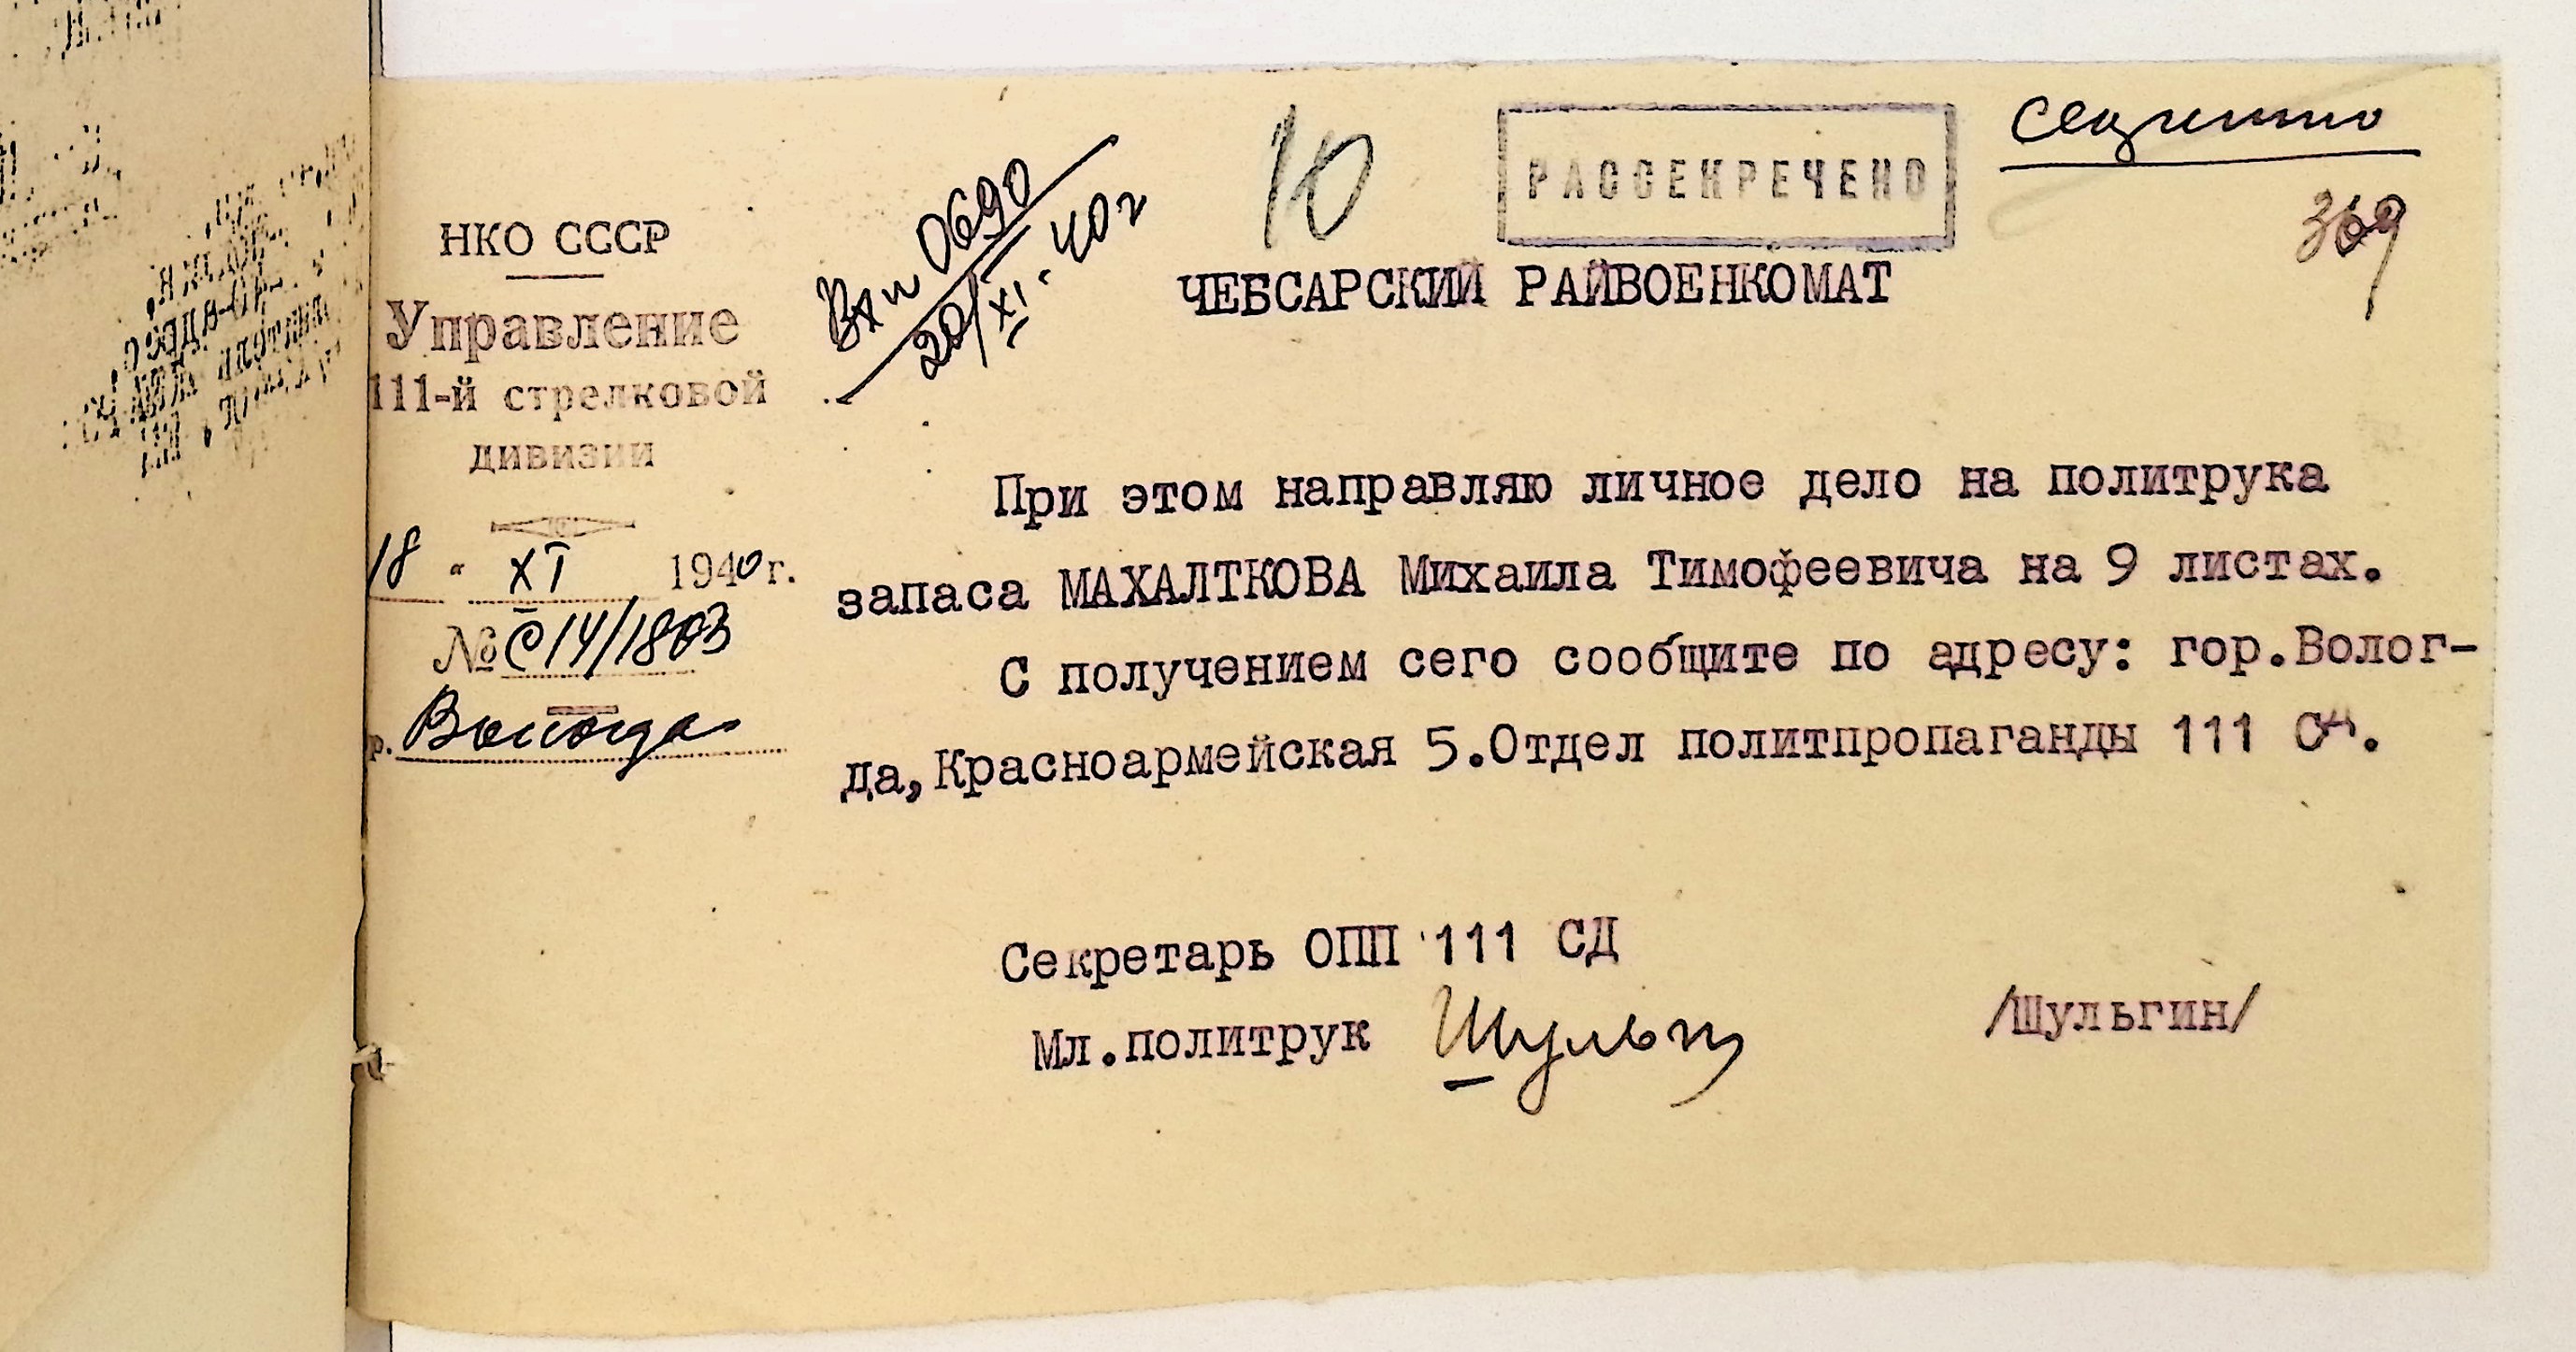 секретно
РАССЕКРЕЧЕНО
10
369
Вх № 0690
20/XI. 40 г
НКО СССР
Управление
111-й стрелковой
дивизии
18 " XI 1940 г.
№ С14/1803
р. Вологда
ЧЕБСАРСКИЙ РАЙВОЕНКОМАТ
При этом направляю личное дело на политрука
запаса МАХАЛТКОВА Михаила Тимофеевича на 9 листах.
С получением сего сообщите по адресу: гор.Волог-
да,Красноармейская 5.Отдел политпропаганды 111 Сд.
Секретарь ОПП 111 СД
Мл.политрук Шульги /Шульгин/